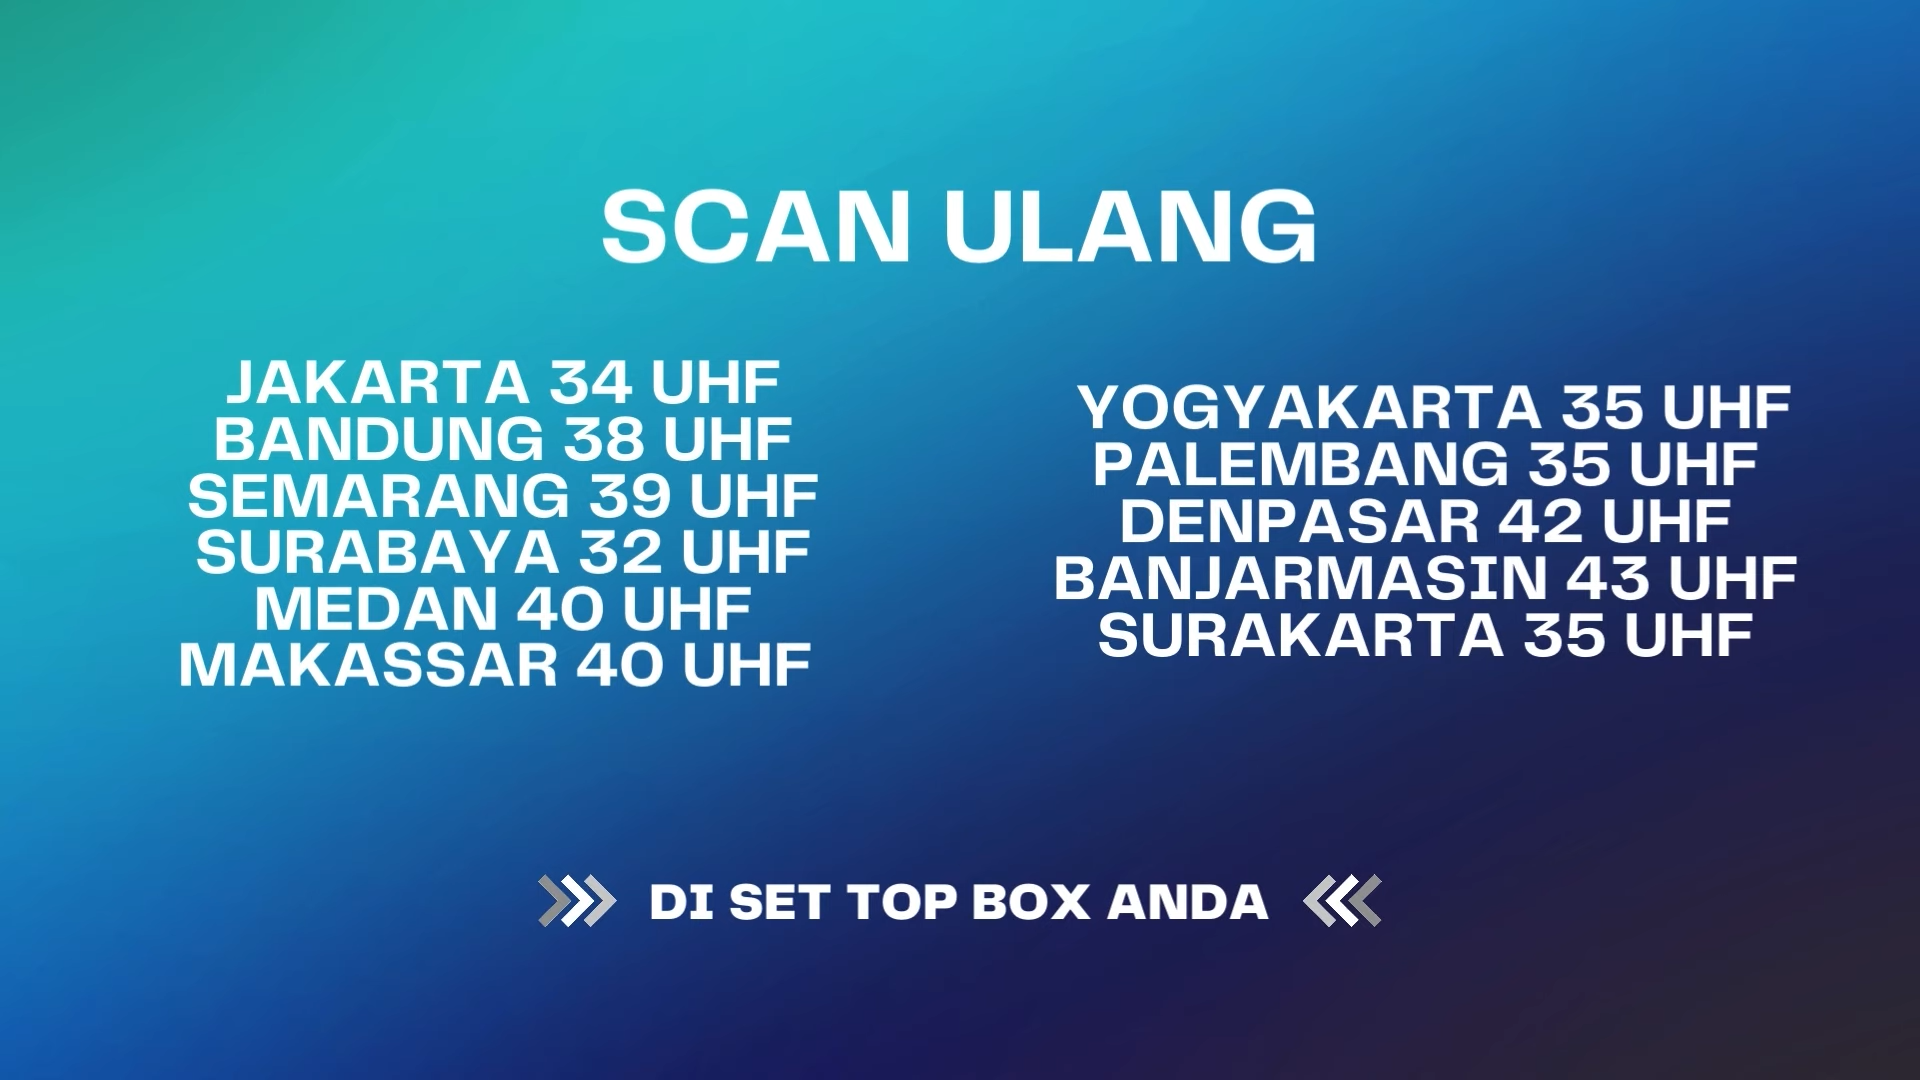 SCAN ULANG
JAKARTA 34 UHF
BANDUNG 38 UHF
SEMARANG 39 UHF
SURABAYA 32 UHF
MEDAN 40 UHF
MAKASSAR 40 UHF
YOGYAKARTA 35 UHF
PALEMBANG 35 UHF
DENPASAR 42 UHF
BANJARMASIN 43 UHF
SURAKARTA 35 UHF
DI SET TOP BOX ANDA